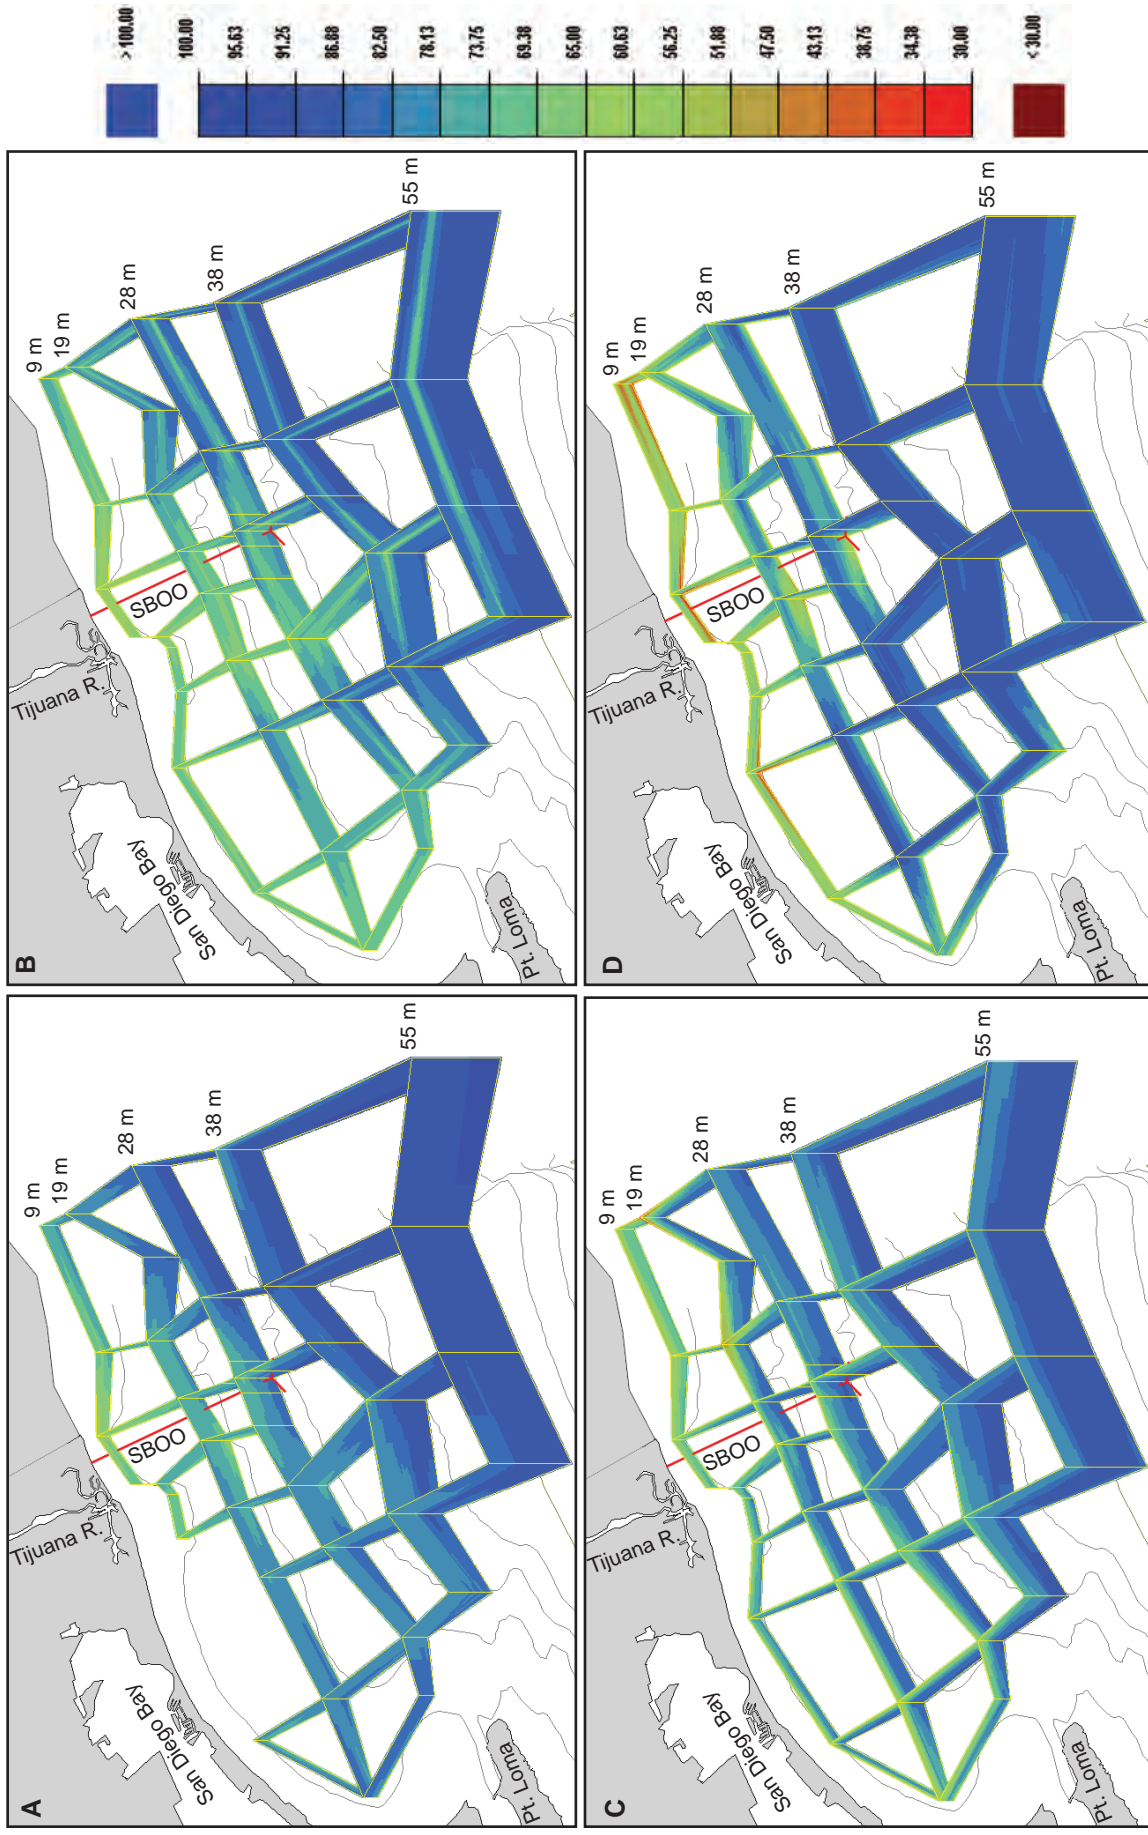 > 100.00
100.00
95.63
91.25
86.88
82.50
78.13
73.75
69.38
65.00
60.63
56.25
51.88
47.50
43.13
38.75
34.38
30.00
< 30.00
B
9 m
19 m
28 m
38 m
55 m
SBOO
Tijuana R.
San Diego Bay
Pt. Loma
D
9 m
19 m
28 m
38 m
55 m
SBOO
Tijuana R.
San Diego Bay
Pt. Loma
A
9 m
19 m
28 m
38 m
55 m
SBOO
Tijuana R.
San Diego Bay
Pt. Loma
C
9 m
19 m
28 m
38 m
55 m
SBOO
Tijuana R.
San Diego Bay
Pt. Loma